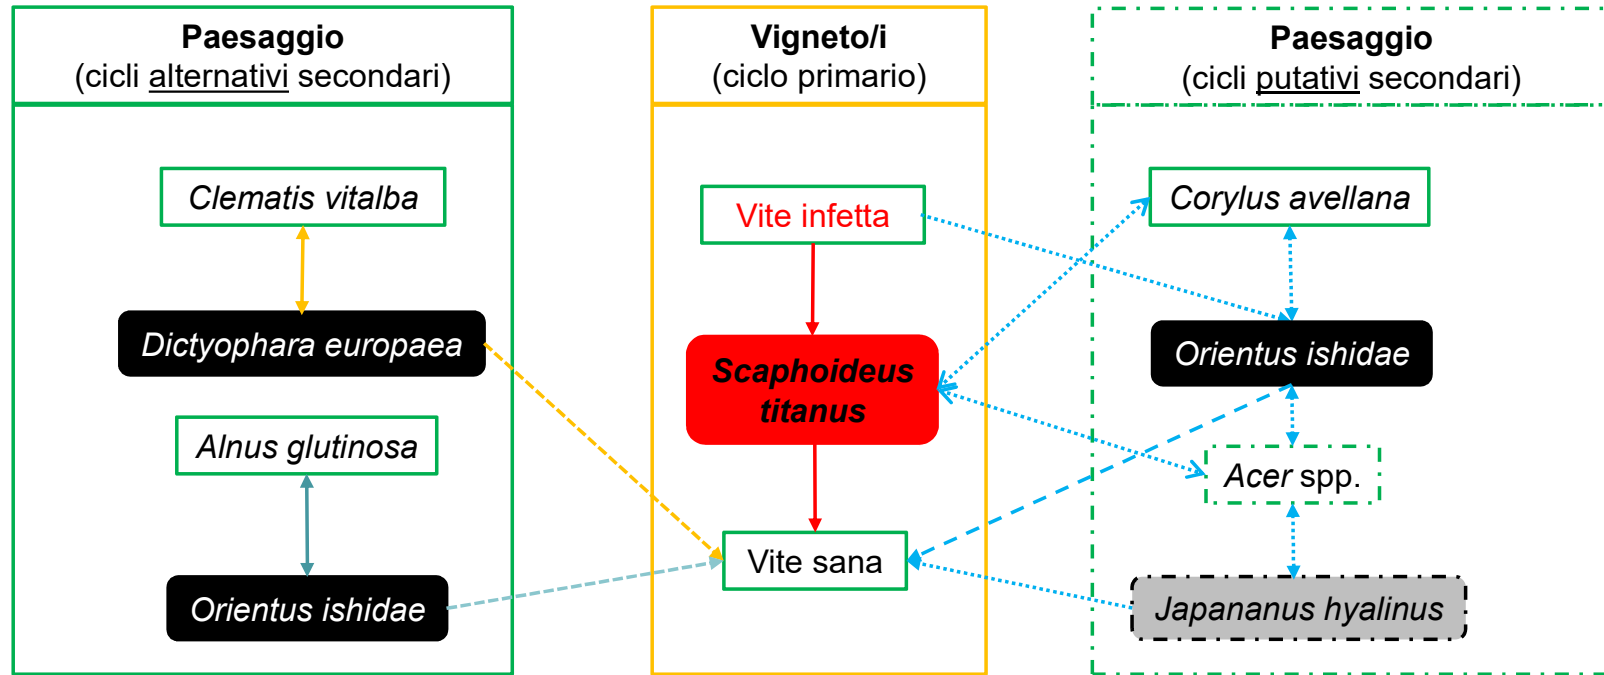 Paesaggio
(cicli alternativi secondari)
Clematis vitalba
Dictyophara europaea
Alnus glutinosa
Orientus ishidae
Vigneto/i
(ciclo primario)
Vite infetta
Scaphoideus
titanus
Vite sana
Paesaggio
(cicli putativi secondari)
Corylus avellana
Orientus ishidae
Acer spp.
Japananus hyalinus